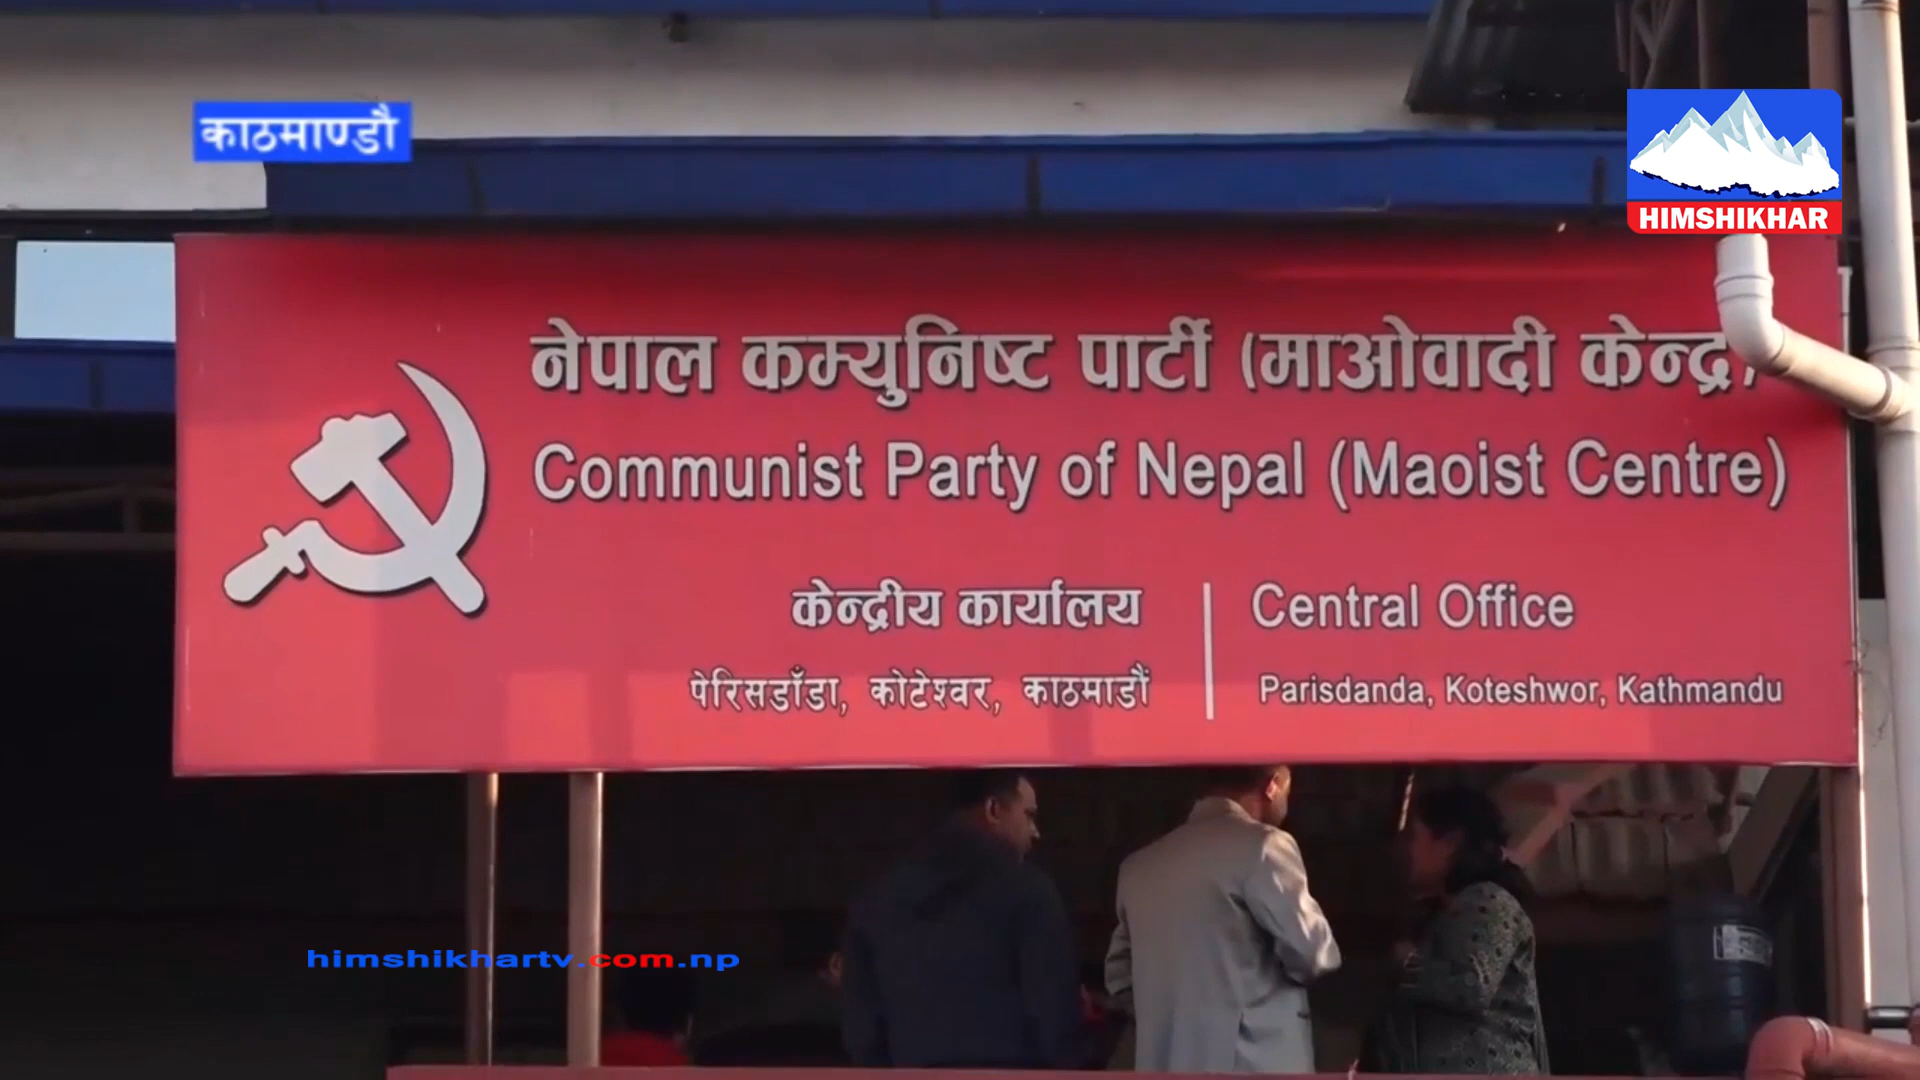 काठमाण्डौ
HIMSHIKHAR
नेपाल कम्युनिष्ट पार्टी (माओवादी केन्द्र)
Communist Party of Nepal (Maoist Centre)
केन्द्रीय कार्यालय
पेरिसडाँडा, कोटेश्वर, काठमाडौं
Central Office
Parisdanda, Koteshwor, Kathmandu
himshikhartv.com.np